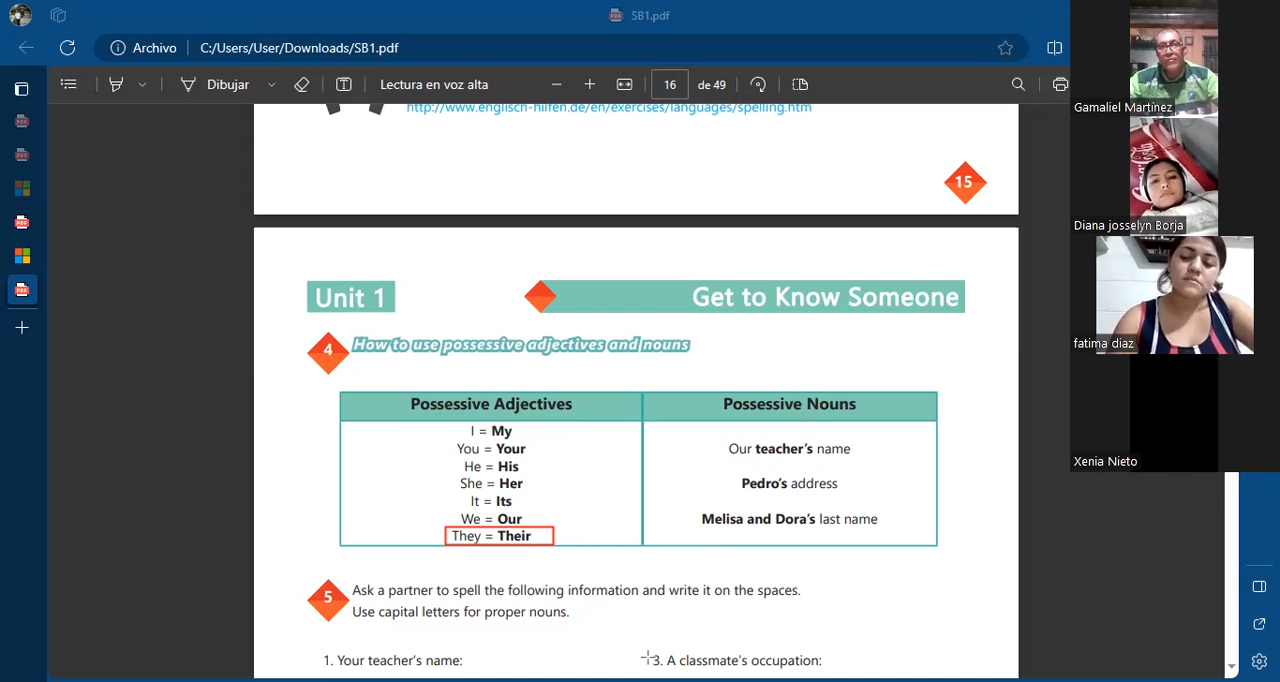 SB1.pdf
Archivo
C:/Users/User/Downloads/SB1.pdf
Dibujar
Lectura en voz alta
16
de 49
http://www.englisch-hilfen.de/en/exercises/languages/spelling.htm
15
Unit 1
Get to Know Someone
4
How to use possessive adjectives and nouns
Possessive Adjectives
Possessive Nouns
I = My
You = Your
He = His
She = Her
It = Its
We = Our
They = Their
Our teacher's name
Pedro's address
Melisa and Dora's last name
5
Ask a partner to spell the following information and write it on the spaces.
Use capital letters for proper nouns.
1. Your teacher's name:
3. A classmate's occupation:
Gamaliel Martínez
Diana josselyn Borja
fatima diaz
Xenia Nieto